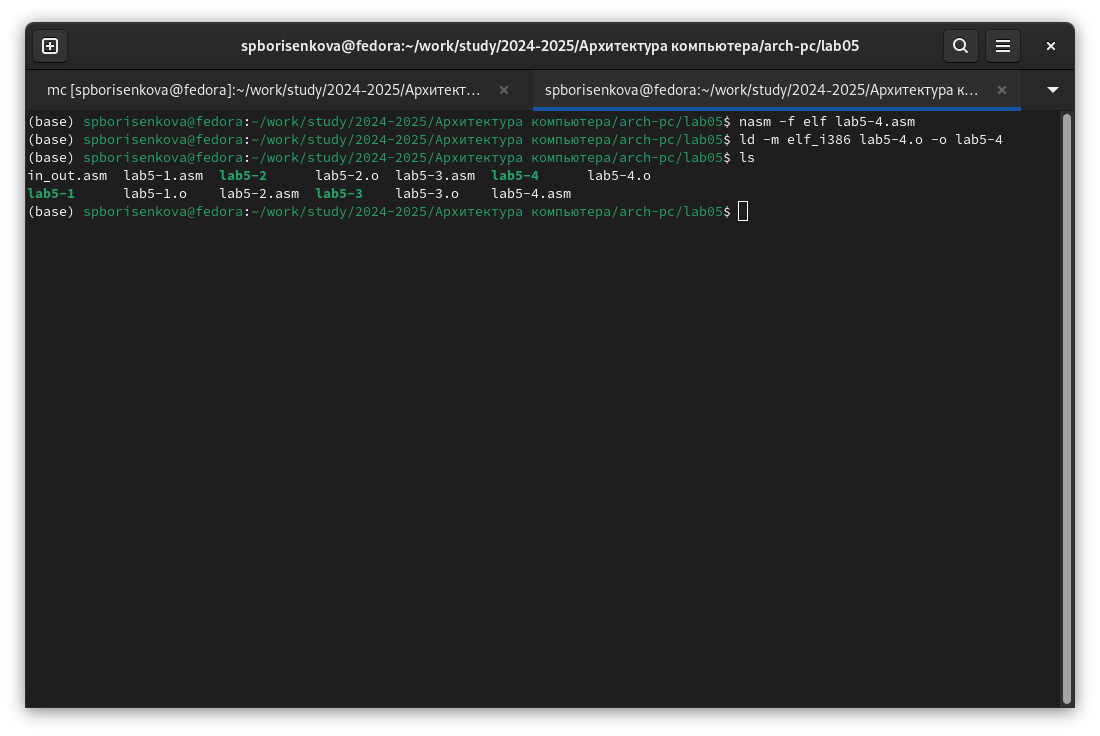 spborisenkova@fedora:~/work/study/2024-2025/Архитектура компьютера/arch-pc/lab05
mc [spborisenkova@fedora]:~/work/study/2024-2025/Архитект… spborisenkova@fedora:~/work/study/2024-2025/Архитектура к…
(base) spborisenkova@fedora:~/work/study/2024-2025/Архитектура компьютера/arch-pc/lab05$ nasm -f elf lab5-4.asm
(base) spborisenkova@fedora:~/work/study/2024-2025/Архитектура компьютера/arch-pc/lab05$ ld -m elf_i386 lab5-4.o -o lab5-4
(base) spborisenkova@fedora:~/work/study/2024-2025/Архитектура компьютера/arch-pc/lab05$ ls
in_out.asm  lab5-1.asm  lab5-2      lab5-2.o  lab5-3.asm  lab5-4      lab5-4.o
lab5-1      lab5-1.o    lab5-2.asm  lab5-3    lab5-3.o    lab5-4.asm
(base) spborisenkova@fedora:~/work/study/2024-2025/Архитектура компьютера/arch-pc/lab05$